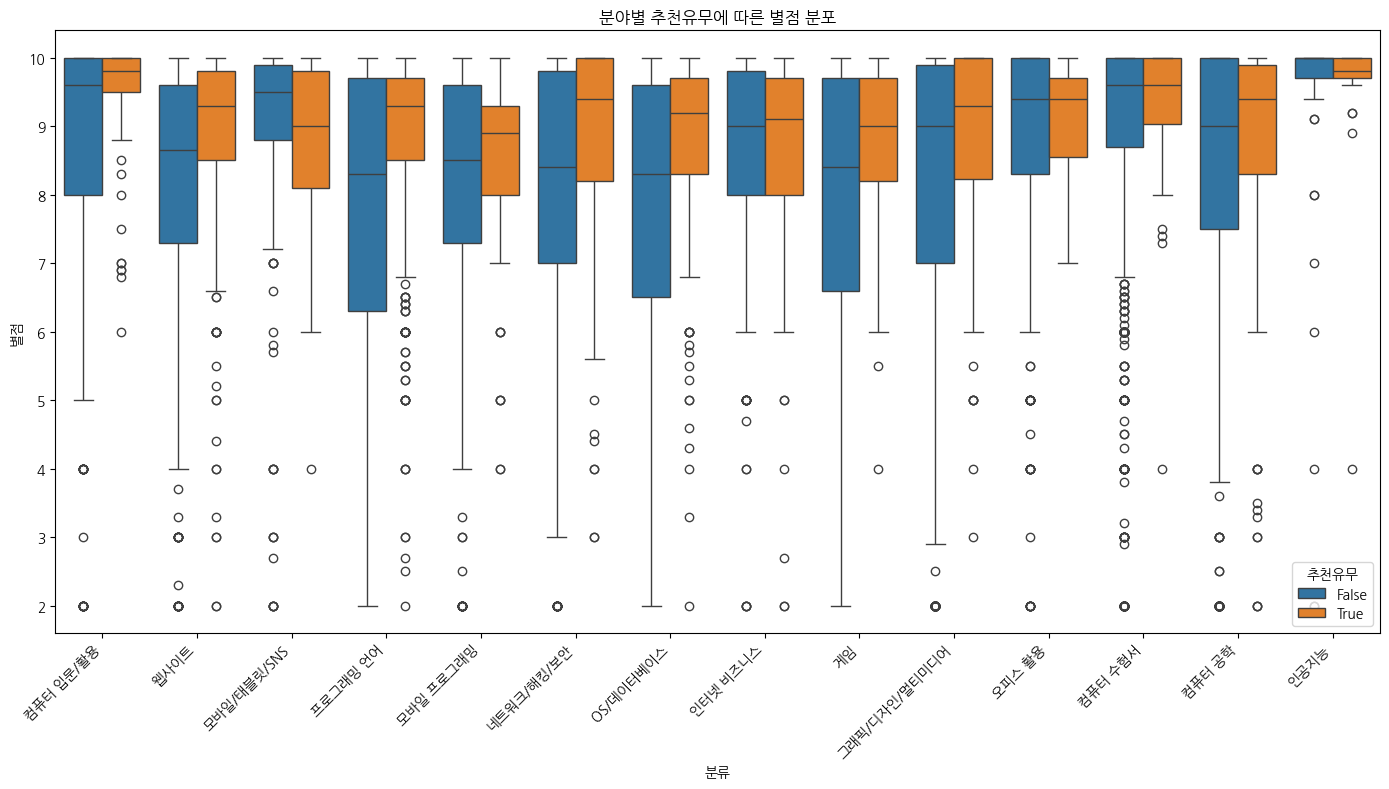 분야별 추천유무에 따른 별점 분포
별점
10
9
8
7
6
5
4
3
2
추천유무
False
True
컴퓨터 입문/활용
웹사이트
모바일/태블릿/SNS
프로그래밍 언어
모바일 프로그래밍
네트워크/해킹/보안
OS/데이터베이스
인터넷 비즈니스
게임
그래픽/디자인/멀티미디어
오피스 활용
컴퓨터 수험서
컴퓨터 공학
인공지능
분류